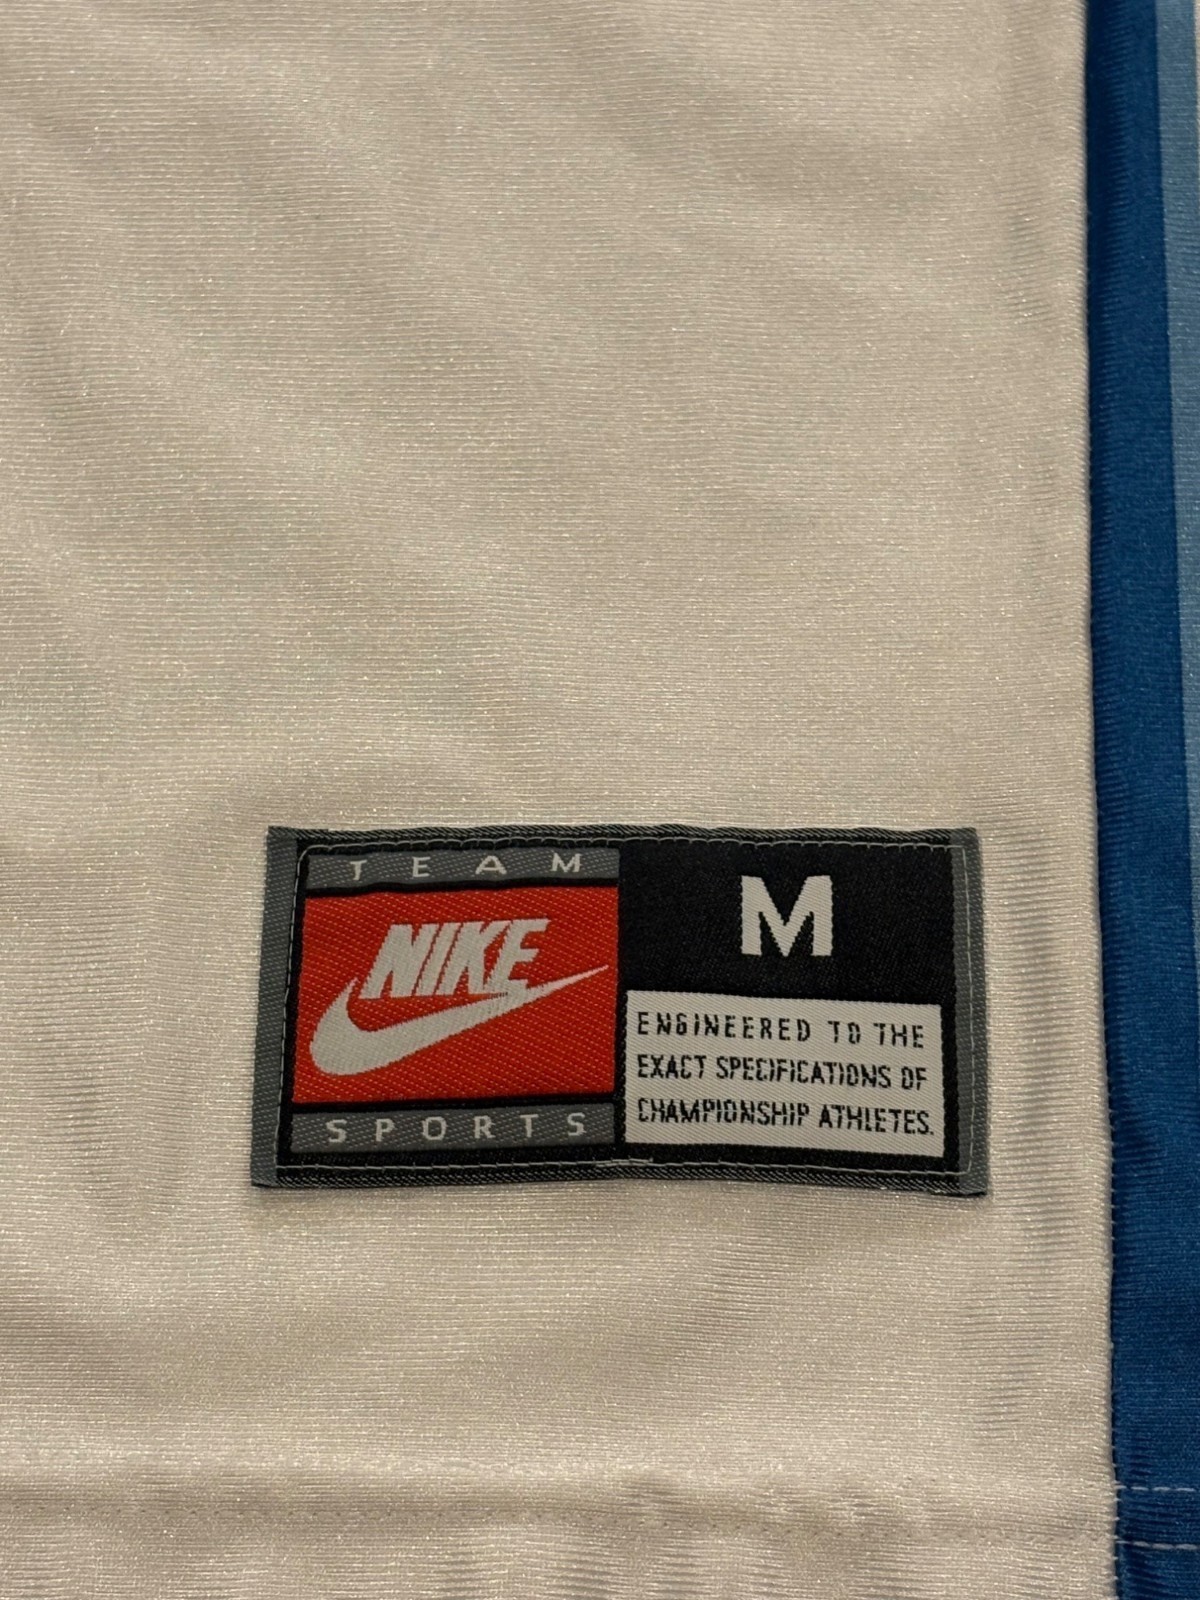 TEAM
NIKE
SPORTS
M
ENGINEERED TO THE
EXACT SPECIFICATIONS OF
CHAMPIONSHIP ATHLETES.